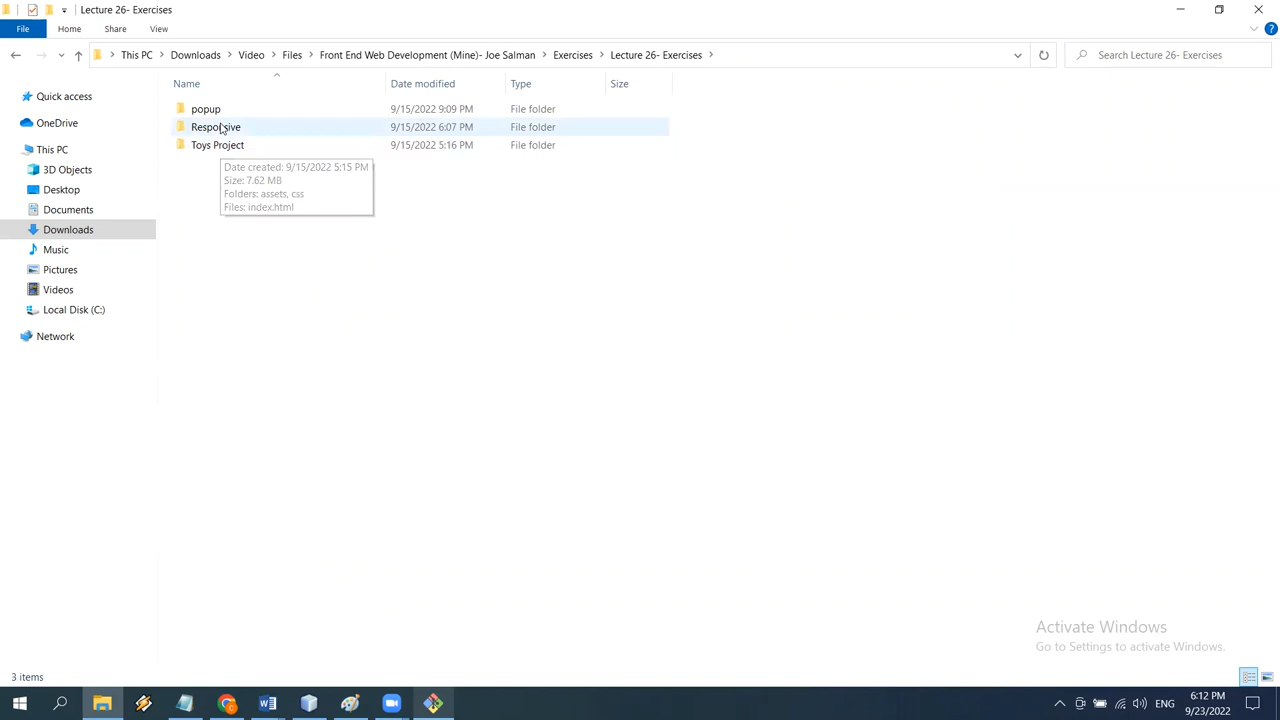 Lecture 26- Exercises
File Home Share View
This PC Downloads Video Files Front End Web Development (Mine)- Joe Salman Exercises Lecture 26- Exercises
Search Lecture 26- Exercises
Name Date modified Type Size
Quick access
OneDrive
This PC
3D Objects
Desktop
Documents
Downloads
Music
Pictures
Videos
Local Disk (C:)
Network
popup 9/15/2022 9:09 PM File folder
Responsive 9/15/2022 6:07 PM File folder
Toys Project 9/15/2022 5:16 PM File folder
Date created: 9/15/2022 5:15 PM
Size: 7.62 MB
Folders: assets, css
Files: index.html
Activate Windows
Go to Settings to activate Windows.
3 items
ENG
6:12 PM
9/23/2022